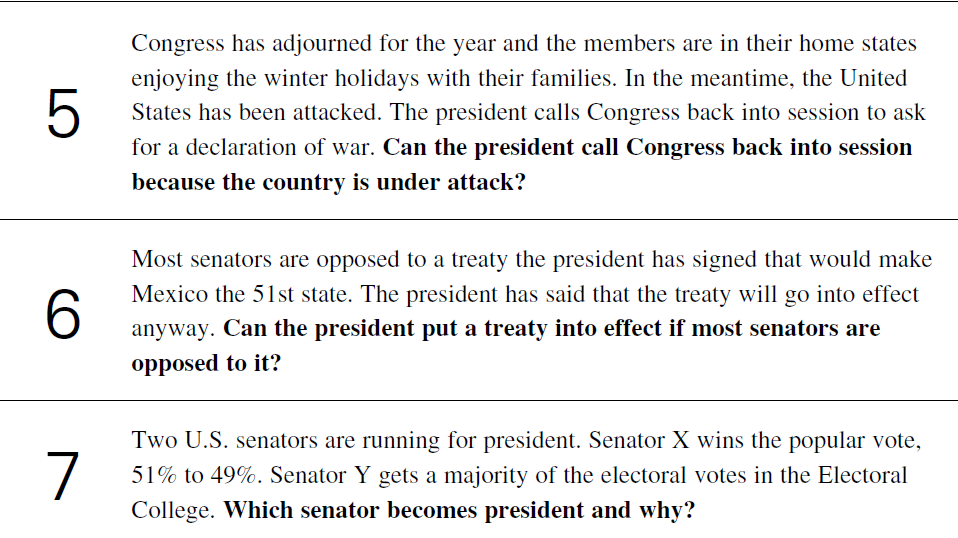 5
Congress has adjourned for the year and the members are in their home states
enjoying the winter holidays with their families. In the meantime, the United
States has been attacked. The president calls Congress back into session to ask
for a declaration of war. Can the president call Congress back into session
because the country is under attack?
6
Most senators are opposed to a treaty the president has signed that would make
Mexico the 51st state. The president has said that the treaty will go into effect
anyway. Can the president put a treaty into effect if most senators are
opposed to it?
7
Two U.S. senators are running for president. Senator X wins the popular vote,
51% to 49%. Senator Y gets a majority of the electoral votes in the Electoral
College. Which senator becomes president and why?